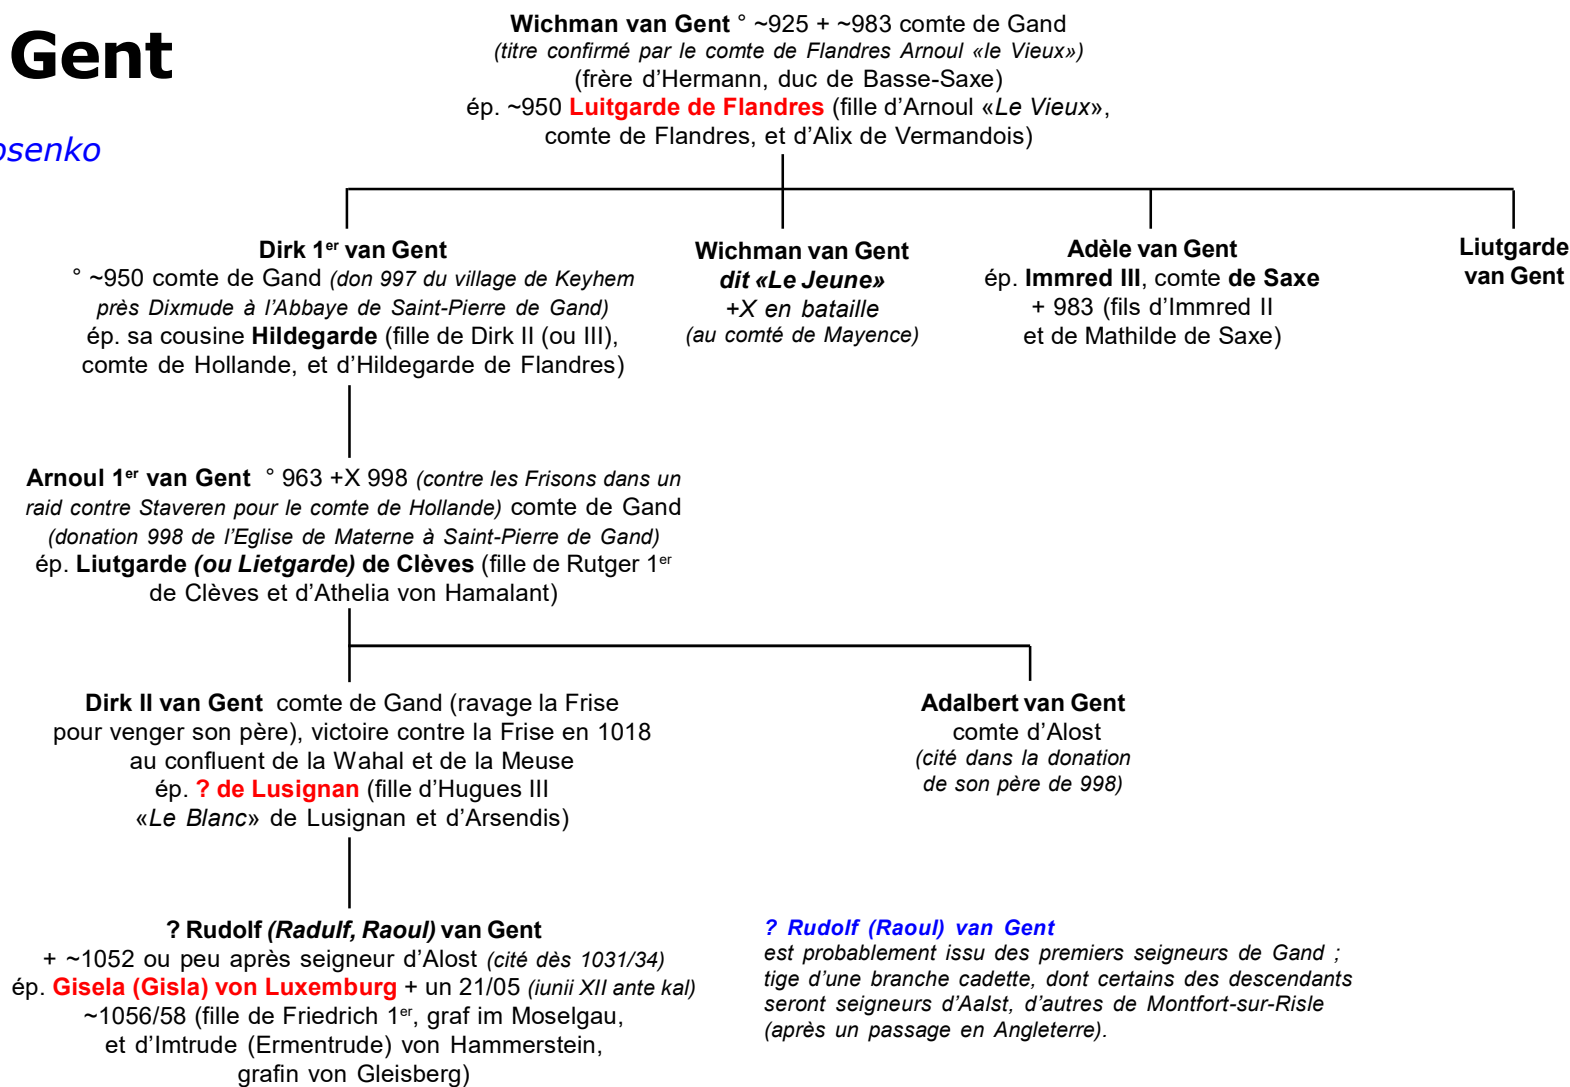 Gent
osenko
Wichman van Gent ° ~925 + ~983 comte de Gand
(titre confirmé par le comte de Flandres Arnoul «le Vieux»)
(frère d’Hermann, duc de Basse-Saxe)
ép. ~950 Luitgarde de Flandres (fille d’Arnoul «Le Vieux»,
comte de Flandres, et d’Alix de Vermandois)
Dirk 1er van Gent
° ~950 comte de Gand (don 997 du village de Keyhem
près Dixmude à l’Abbaye de Saint-Pierre de Gand)
ép. sa cousine Hildegarde (fille de Dirk II (ou III),
comte de Hollande, et d’Hildegarde de Flandres)
Wichman van Gent
dit «Le Jeune»
+X en bataille
(au comté de Mayence)
Adèle van Gent
ép. Immred III, comte de Saxe
+ 983 (fils d’Immred II
et de Mathilde de Saxe)
Liutgarde
van Gent
Arnoul 1er van Gent ° 963 +X 998 (contre les Frisons dans un
raid contre Staveren pour le comte de Hollande) comte de Gand
(donation 998 de l’Eglise de Materne à Saint-Pierre de Gand)
ép. Liutgarde (ou Lietgarde) de Clèves (fille de Rutger 1er
de Clèves et d’Athelia von Hamalant)
Dirk II van Gent comte de Gand (ravage la Frise
pour venger son père), victoire contre la Frise en 1018
au confluent de la Wahal et de la Meuse
ép. ? de Lusignan (fille d’Hugues III
«Le Blanc» de Lusignan et d’Arsendis)
Adalbert van Gent
comte d’Alost
(cité dans la donation
de son père de 998)
? Rudolf (Radulf, Raoul) van Gent
+ ~1052 ou peu après seigneur d’Alost (cité dès 1031/34)
ép. Gisela (Gisla) von Luxemburg + un 21/05 (iunii XII ante kal)
~1056/58 (fille de Friedrich 1er, graf im Moselgau,
et d’Imtrude (Ermentrude) von Hammerstein,
grafin von Gleisberg)
? Rudolf (Raoul) van Gent
est probablement issu des premiers seigneurs de Gand ;
tige d’une branche cadette, dont certains des descendants
seront seigneurs d’Aalst, d’autres de Montfort-sur-Risle
(après un passage en Angleterre).